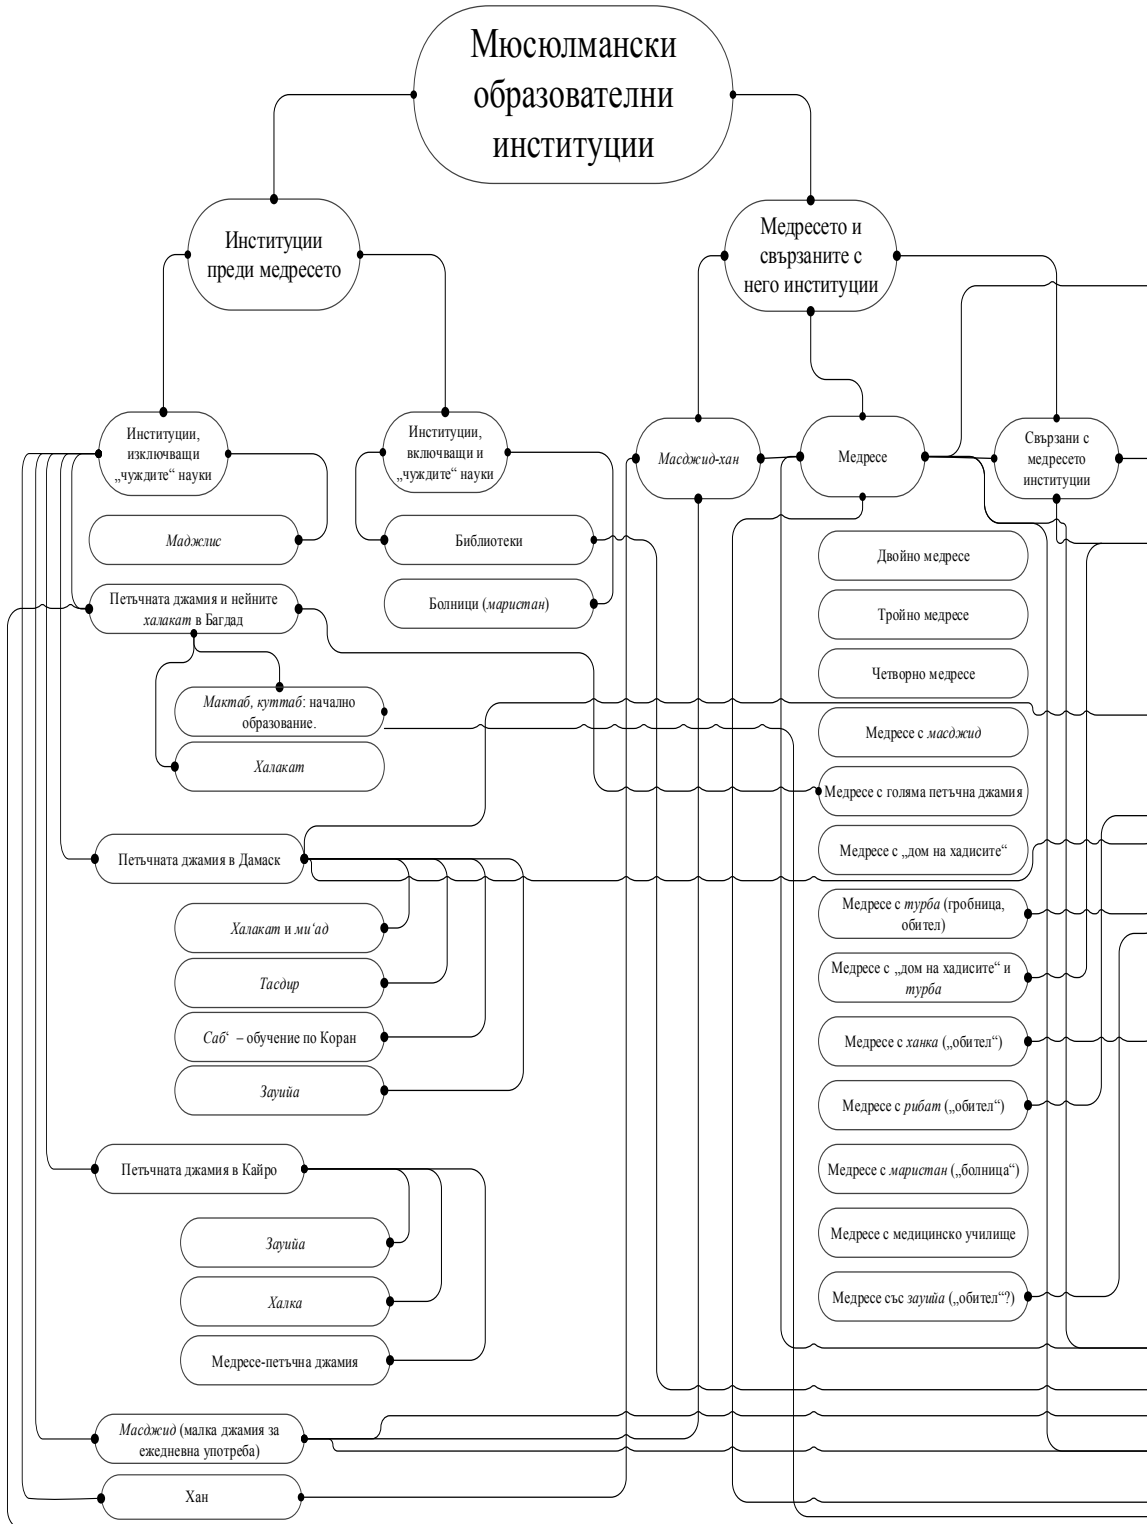 Мюсюлмански
образователни
институции
Институции
преди медресето
Медресето и
свързаните с
него институции
Институции,
изключващи
„чуждите“ науки
Институции,
включващи и
„чуждите“ науки
Масджид-хан
Медресе
Свързани с
медресето
институции
Маджлис
Библиотеки
Болници (маристан)
Петъчната джамия и нейните
халакат в Багдад
Мактаб, куттаб: начално
образование.
Халакат
Петъчната джамия в Дамаск
Халакат и ми‘ад
Тасдир
Саб‘ – обучение по Коран
Зауийа
Петъчната джамия в Кайро
Зауийа
Халка
Медресе-петъчна джамия
Масджид (малка джамия за
ежедневна употреба)
Хан
Двойно медресе
Тройно медресе
Четворно медресе
Медресе с масджид
Медресе с голяма петъчна джамия
Медресе с „дом на хадисите“
Медресе с турба (гробница,
обител)
Медресе с „дом на хадисите“ и
турба
Медресе с ханка („обител“)
Медресе с рибат („обител“)
Медресе с маристан („болница“)
Медресе с медицинско училище
Медресе със зауийа („обител“?)